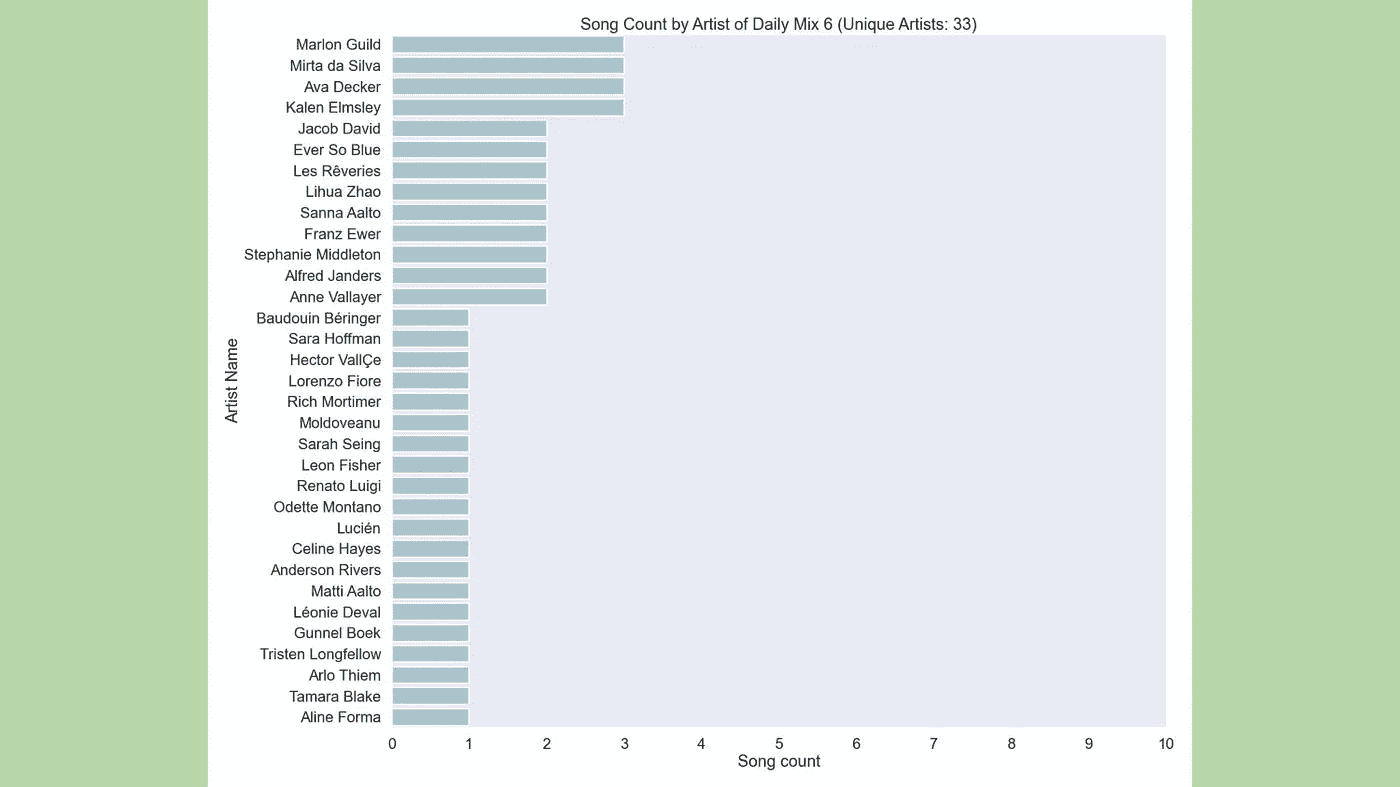 Song Count by Artist of Daily Mix 6 (Unique Artists: 33)
Marlon Guild
Mirta da Silva
Ava Decker
Kalen Elmsley
Jacob David
Ever So Blue
Les Rêveries
Lihua Zhao
Sanna Aalto
Franz Ewer
Stephanie Middleton
Alfred Janders
Anne Vallayer
Baudouin Béringer
Sara Hoffman
Hector VallÇe
Lorenzo Fiore
Rich Mortimer
Moldoveanu
Sarah Seing
Leon Fisher
Renato Luigi
Odette Montano
Lucién
Celine Hayes
Anderson Rivers
Matti Aalto
Léonie Deval
Gunnel Boek
Tristen Longfellow
Arlo Thiem
Tamara Blake
Aline Forma
Artist Name
0 1 2 3 4 5 6 7 8 9 10
Song count